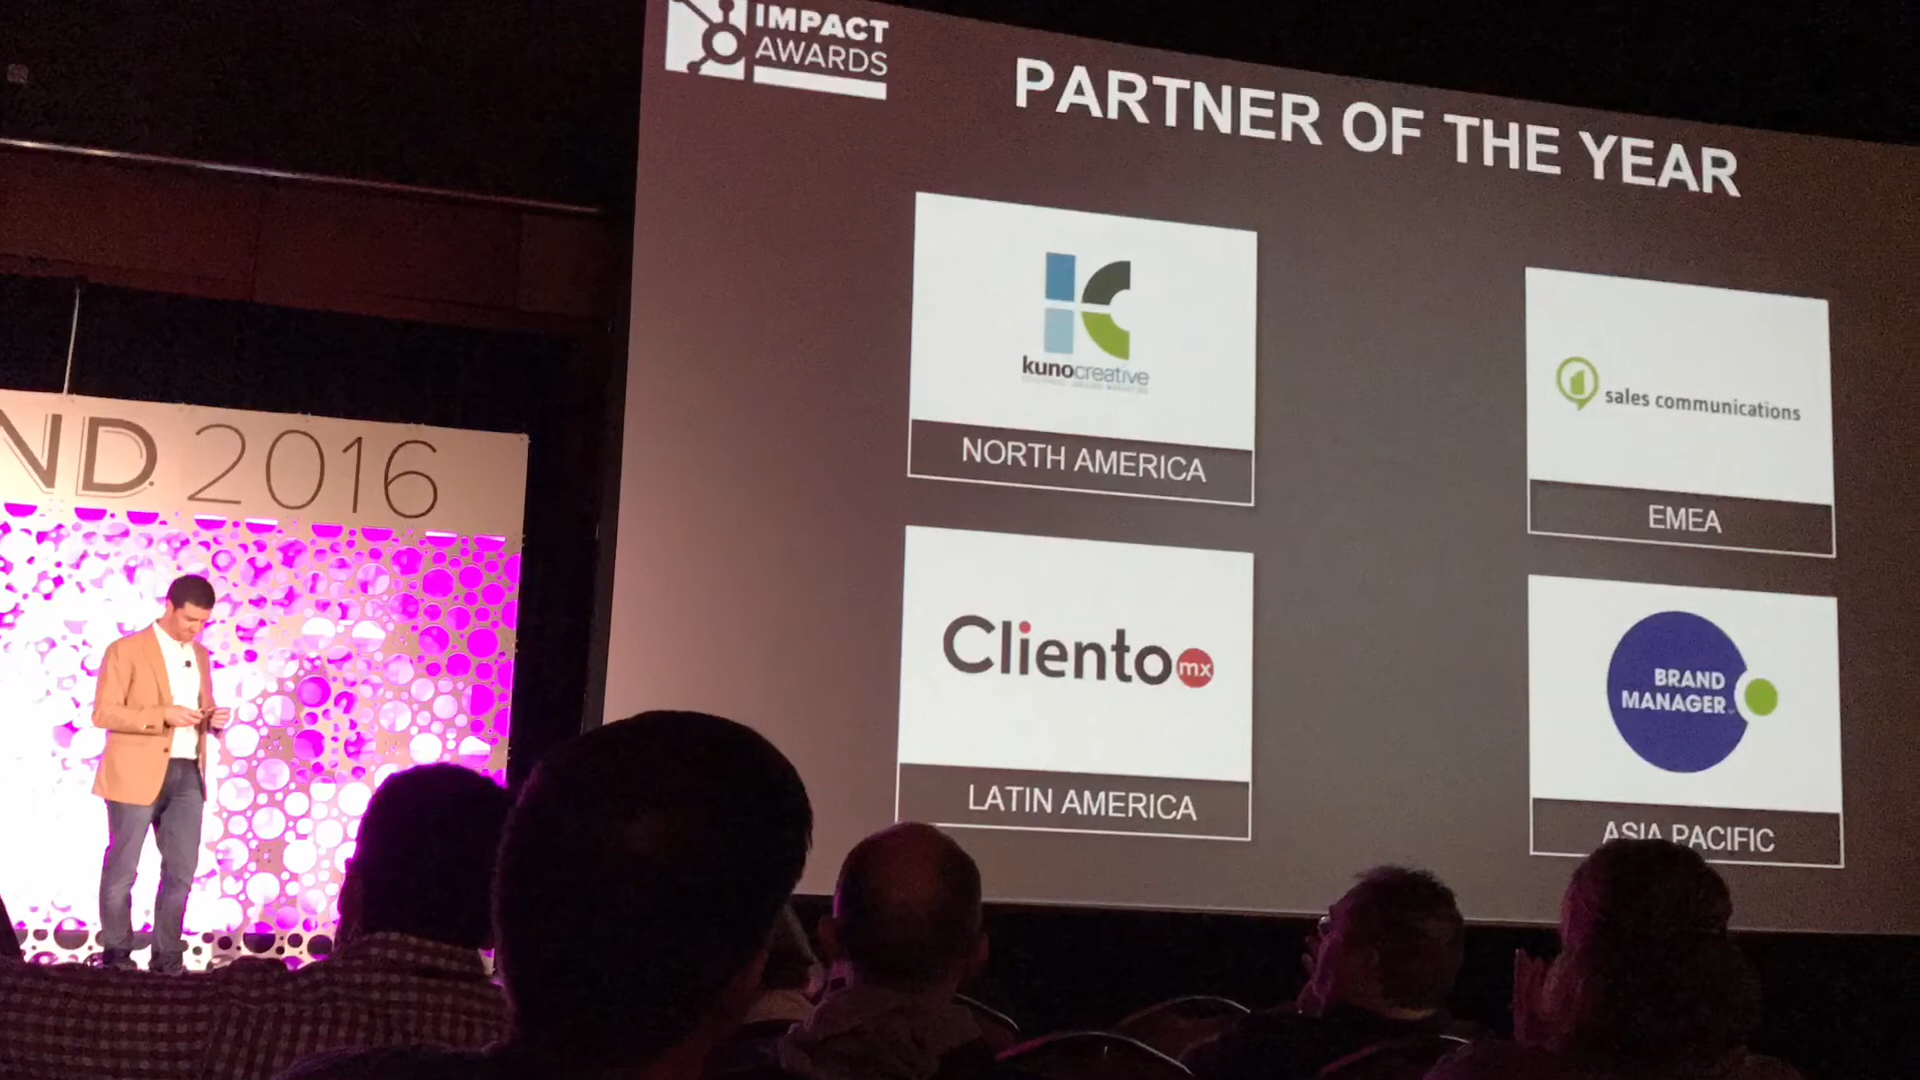 IMPACT
AWARDS
PARTNER OF THE YEAR
kunocreative
NORTH AMERICA
sales communications
EMEA
Cliento mx
LATIN AMERICA
BRAND
MANAGER
ASIA PACIFIC
ND 2016